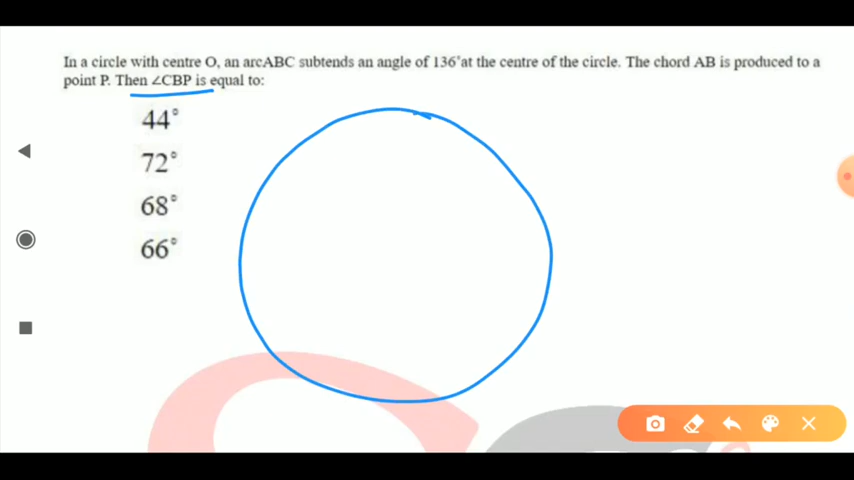 In a circle with centre O, an arcABC subtends an angle of 136°at the centre of the circle. The chord AB is produced to a
point P. Then ∠CBP is equal to:
44°
72°
68°
66°